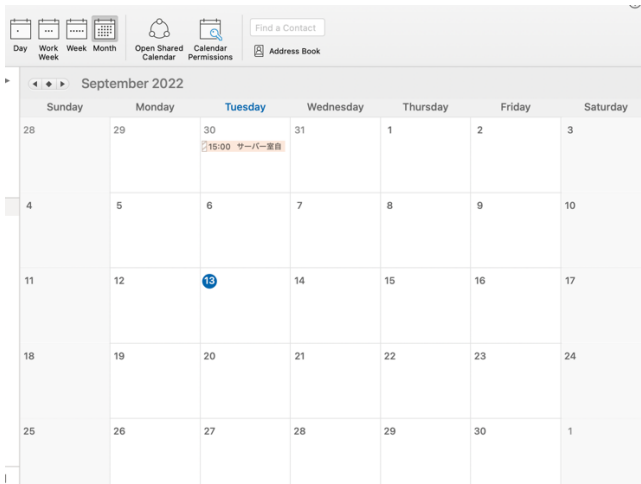 Find a Contact
Day Work Week Week Month Open Shared Calendar Calendar Permissions Address Book
September 2022
Sunday Monday Tuesday Wednesday Thursday Friday Saturday
28 29 30 31 1 2 3
15:00 サーバー室自
4 5 6 7 8 9 10
11 12 13 14 15 16 17
18 19 20 21 22 23 24
25 26 27 28 29 30 1